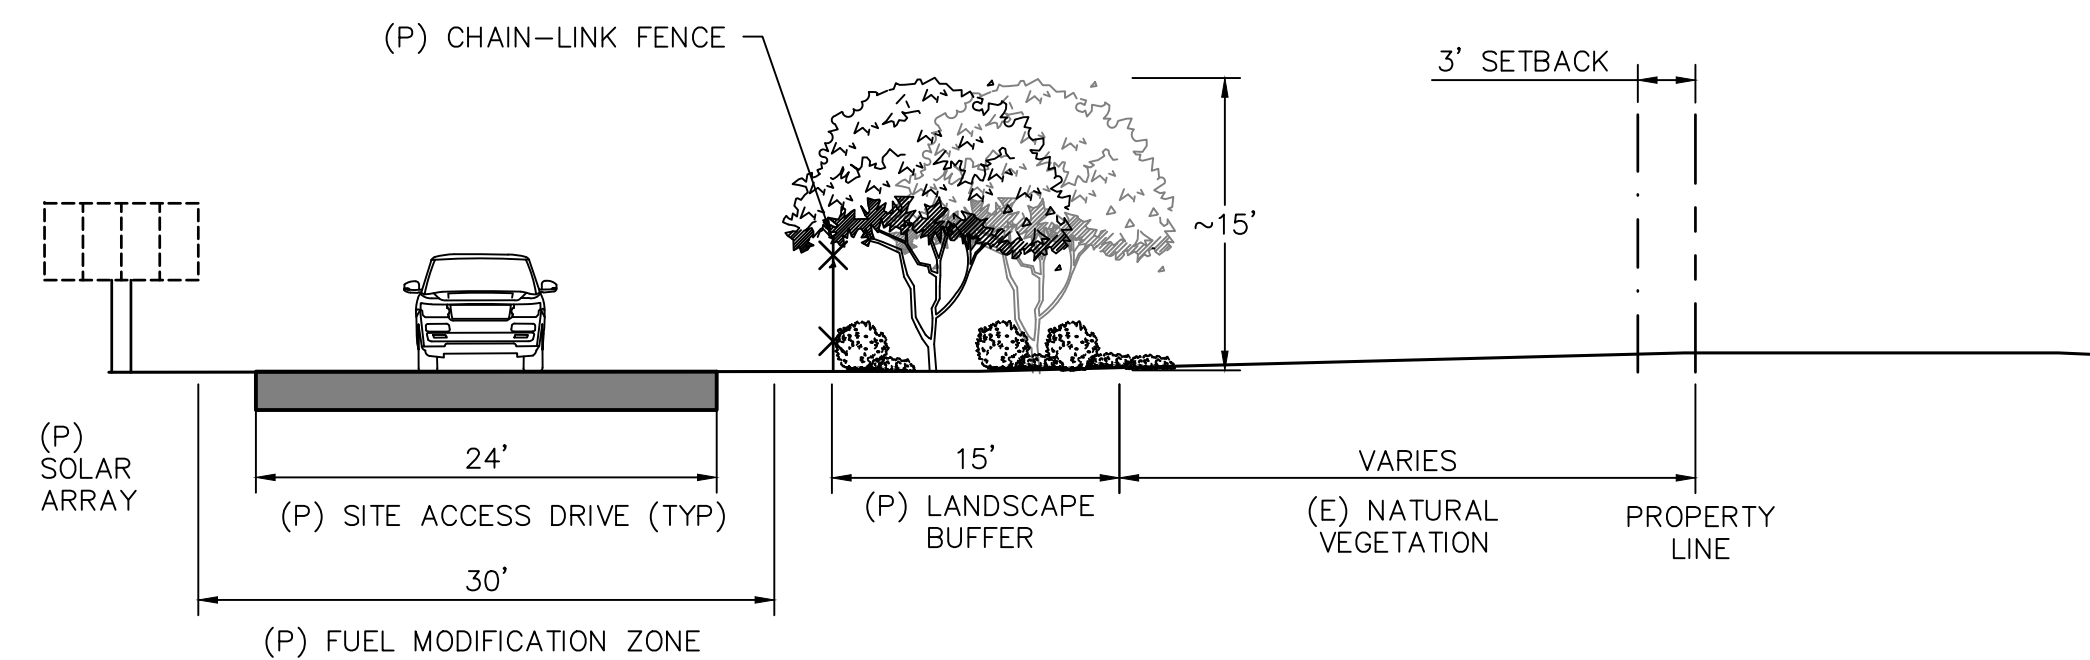 (P) CHAIN-LINK FENCE
3' SETBACK
~15'
(P)
SOLAR
ARRAY
24'
(P) SITE ACCESS DRIVE (TYP)
30'
(P) FUEL MODIFICATION ZONE
15'
(P) LANDSCAPE
BUFFER
VARIES
(E) NATURAL
VEGETATION
PROPERTY
LINE